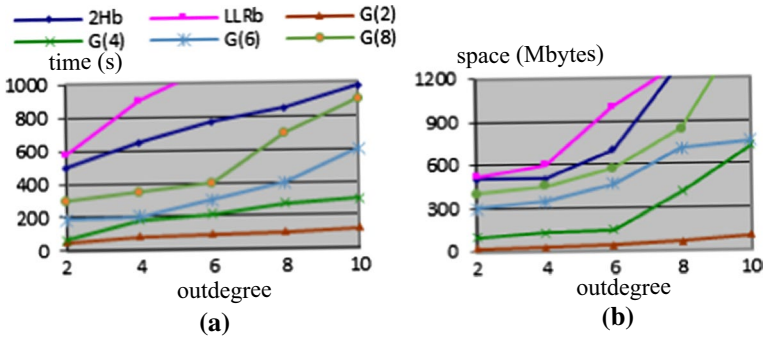 2Hb LLRb G(2)
G(4) G(6) G(8)
time (s)
1000
800
600
400
200
0
2 4 6 8 10
outdegree
(a)
space (Mbytes)
1200
900
600
300
0
2 4 6 8 10
outdegree
(b)